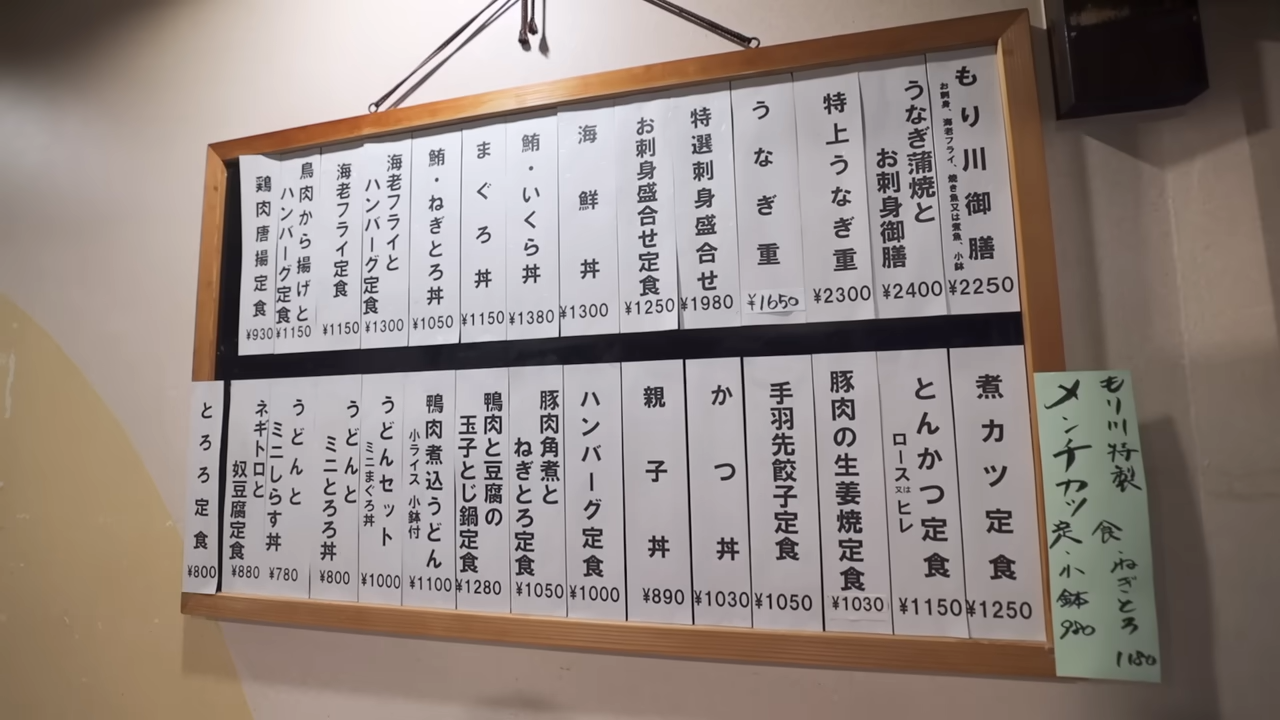 もり川御膳
お刺身、海老フライ、焼き魚又は煮魚、小鉢
¥2250
うなぎ蒲焼と
お刺身御膳
¥2400
特上うなぎ重
¥2300
うなぎ重
¥1650
特選刺身盛合せ
¥1980
お刺身盛合せ定食
¥1250
海鮮丼
¥1300
鮪・いくら丼
¥1380
まぐろ丼
¥1150
鮪・ねぎとろ丼
¥1050
海老フライと
ハンバーグ定食
¥1300
海老フライ定食
¥1150
鳥肉から揚げと
ハンバーグ定食
¥1150
鶏肉唐揚定食
¥930
煮カツ定食
¥1250
とんかつ定食
ロース又はヒレ
¥1150
豚肉の生姜焼定食
¥1030
手羽先餃子定食
¥1050
かつ丼
¥1030
親子丼
¥890
ハンバーグ定食
¥1000
豚肉角煮と
ねぎとろ定食
¥1050
鴨肉と豆腐の
玉子とじ鍋定食
¥1280
鴨肉煮込うどん
小ライス 小鉢付
¥1100
うどんセット
ミニまぐろ丼
¥1000
うどんと
ミニとろろ丼
¥800
うどんと
ミニしらす丼
¥780
ネギトロと
奴豆腐定食
¥880
とろろ定食
¥800
もり川特製
メンチカツ
食・ねぎとろ
1180
定・小鉢
980